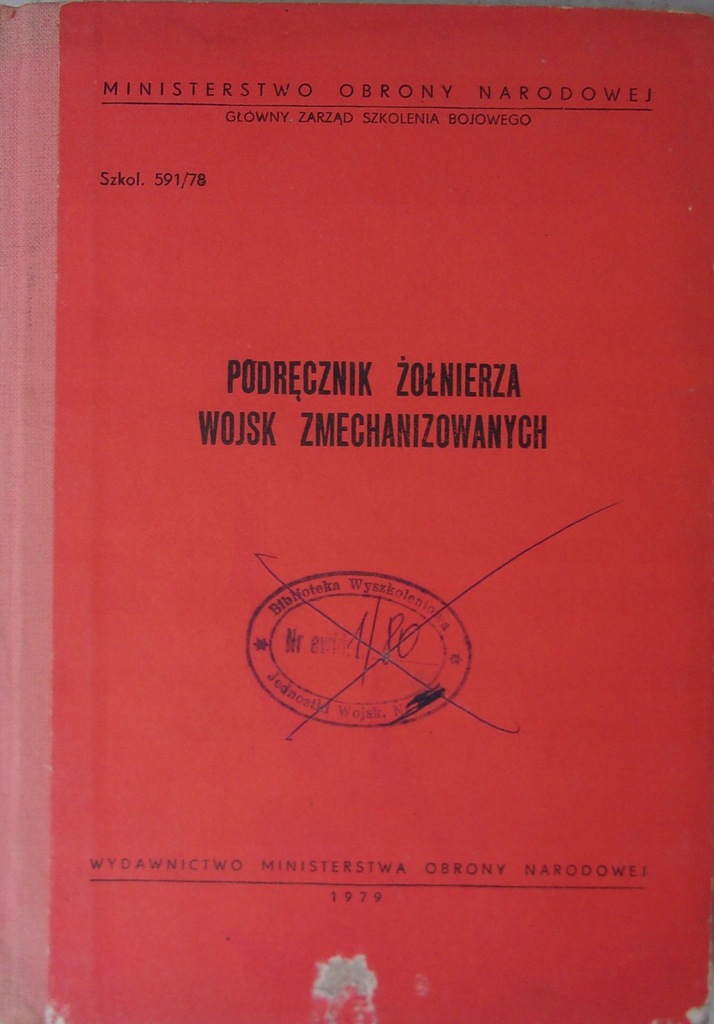 MINISTERSTWO OBRONY NARODOWEJ
GŁÓWNY ZARZĄD SZKOLENIA BOJOWEGO
Szkol. 591/78
PODRĘCZNIK ŻOŁNIERZA
WOJSK ZMECHANIZOWANYCH
Biblioteka Wyszkoleniowa
Nr ewid. 1/80
Jednostki Wojsk. N
WYDAWNICTWO MINISTERSTWA OBRONY NARODOWEJ
1979